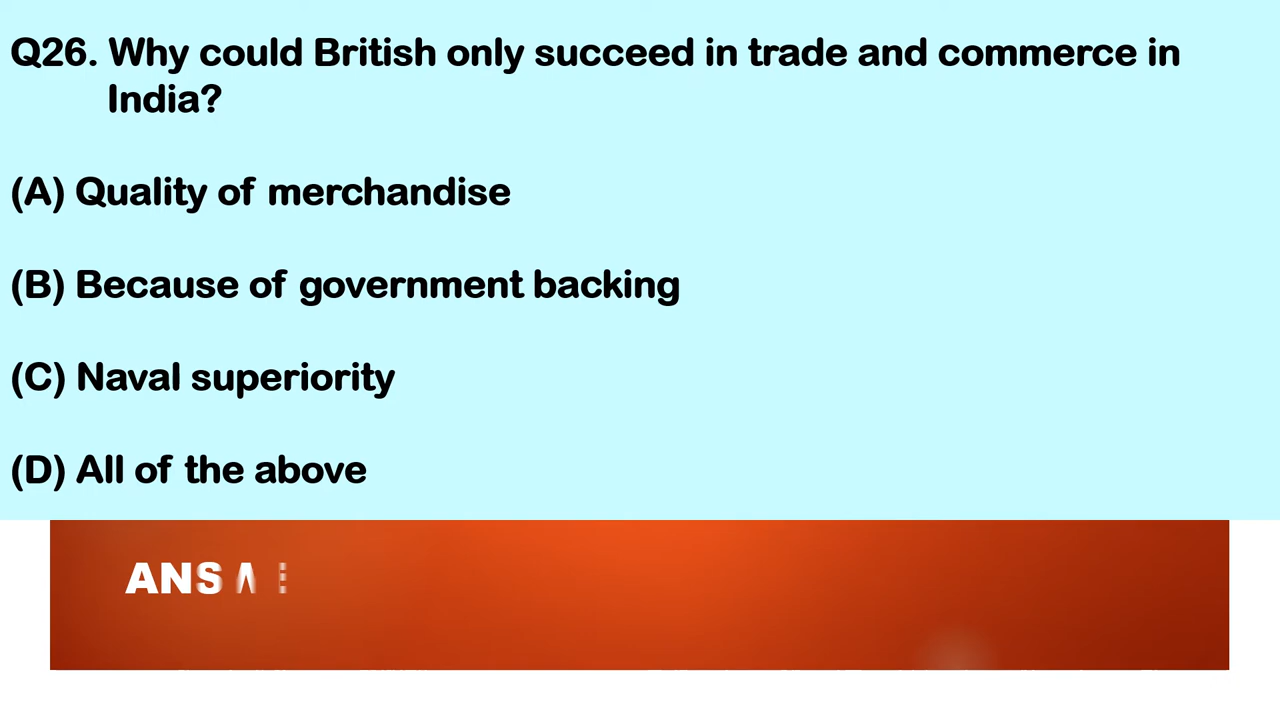 Q26. Why could British only succeed in trade and commerce in
India?
(A) Quality of merchandise
(B) Because of government backing
(C) Naval superiority
(D) All of the above